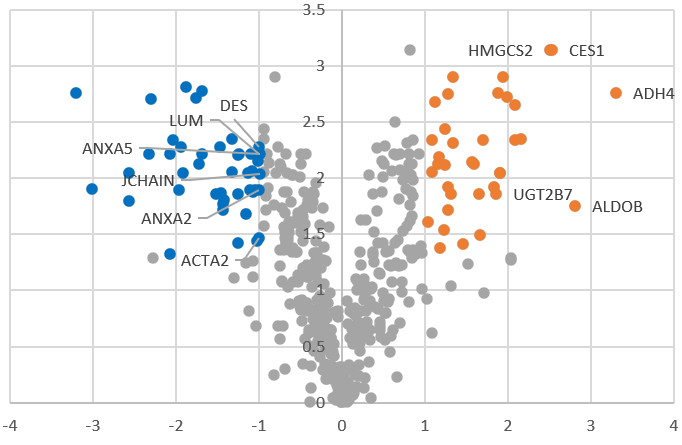 3.5
HMGCS2 CES1
3
ADH4
DES
2.5
LUM
ANXA5
2
JCHAIN
UGT2B7
ANXA2
ALDOB
1.5
ACTA2
1
0.5
0
-4 -3 -2 -1 0 1 2 3 4